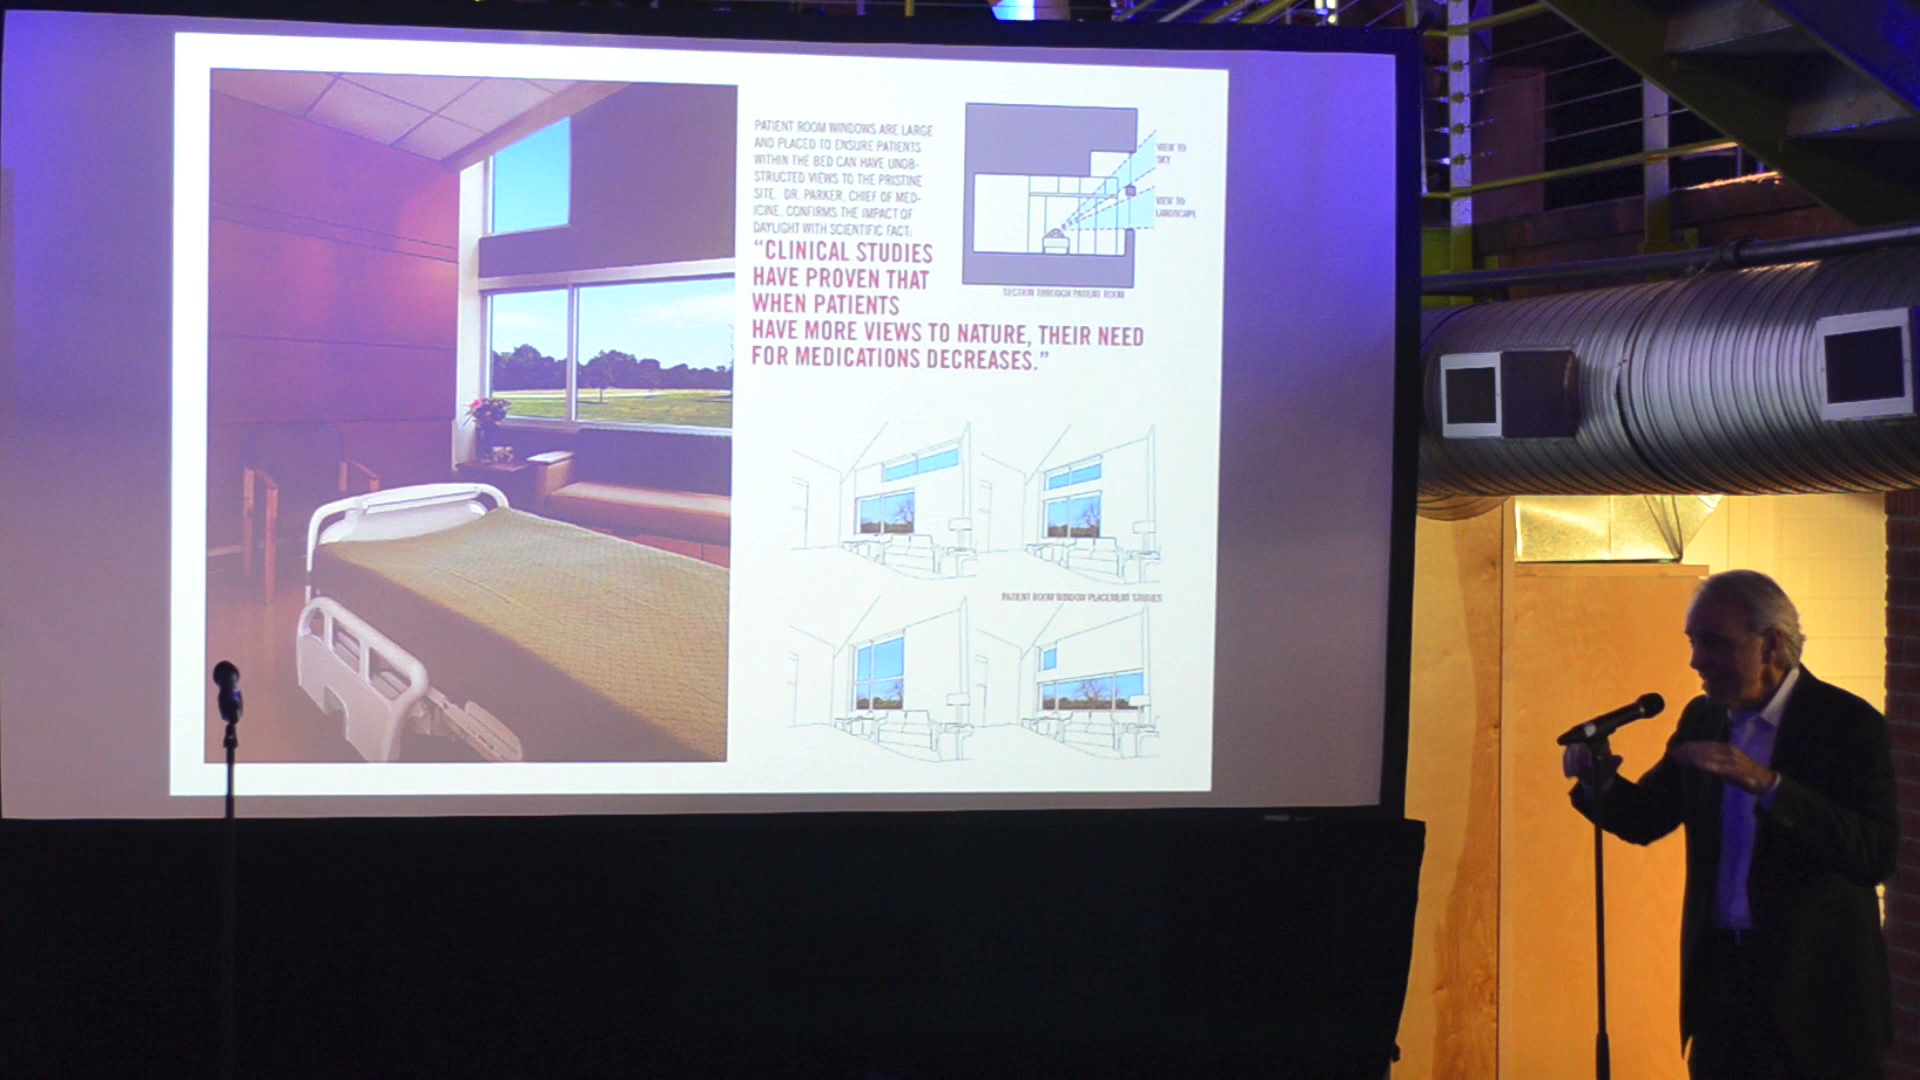 PATIENT ROOM WINDOWS ARE LARGE
AND PLACED TO ENSURE PATIENTS
WITHIN THE BED CAN HAVE UNOB-
STRUCTED VIEWS TO THE PRISTINE
SITE. DR. PARKER, CHIEF OF MED-
ICINE, CONFIRMS THE IMPACT OF
DAYLIGHT WITH SCIENTIFIC FACT:
“CLINICAL STUDIES
HAVE PROVEN THAT
WHEN PATIENTS
HAVE MORE VIEWS TO NATURE, THEIR NEED
FOR MEDICATIONS DECREASES.”
VIEW TO
SKY
VIEW TO
LANDSCAPE
SECTION THROUGH PATIENT ROOM
PATIENT ROOM WINDOW PLACEMENT STUDIES